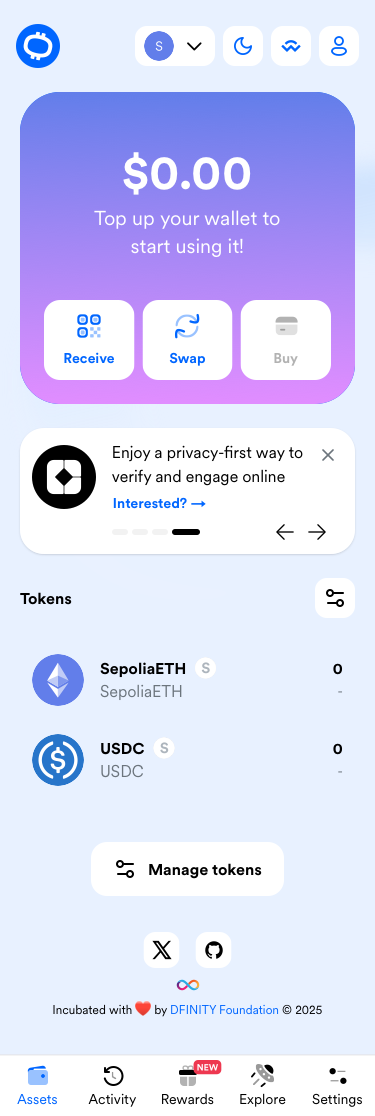 S
$0.00
Top up your wallet to
start using it!
Receive
Swap
Buy
Enjoy a privacy-first way to
verify and engage online
Interested? →
Tokens
SepoliaETH S
0
SepoliaETH
-
USDC S
0
USDC
-
Manage tokens
Incubated with ❤️ by DFINITY Foundation © 2025
NEW
Assets
Activity
Rewards
Explore
Settings